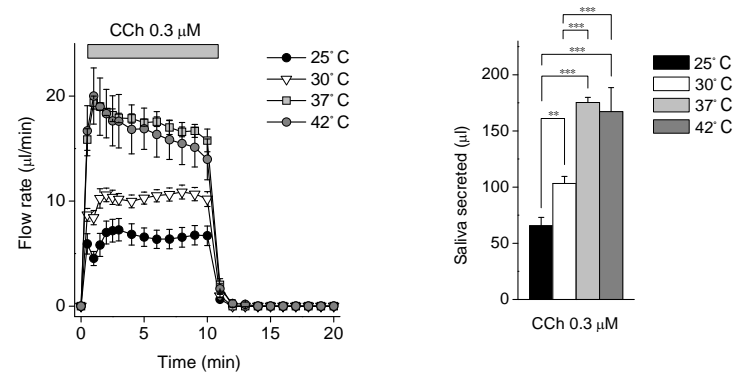 CCh 0.3 μM
25° C
30° C
37° C
42° C
20
10
0
Flow rate (μl/min)
0
5
10
15
20
Time (min)
***
***
***
***
**
200
150
100
50
0
Saliva secreted (μl)
CCh 0.3 μM
25° C
30° C
37° C
42° C